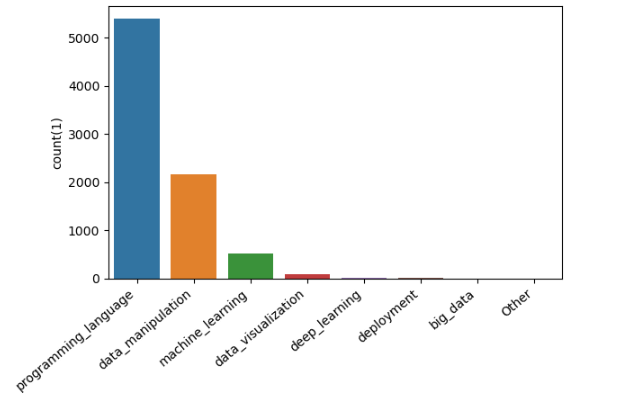 5000
4000
3000
2000
1000
0
count(1)
programming_language
data_manipulation
machine_learning
data_visualization
deep_learning
deployment
big_data
Other